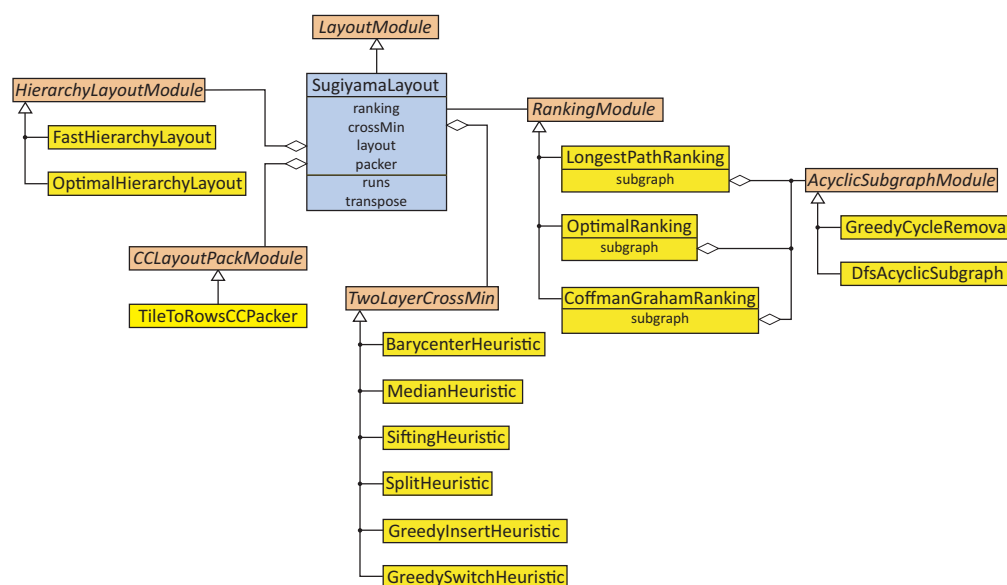 LayoutModule
SugiyamaLayout
ranking
crossMin
layout
packer
runs
transpose
HierarchyLayoutModule
FastHierarchyLayout
OptimalHierarchyLayout
CCLayoutPackModule
TileToRowsCCPacker
TwoLayerCrossMin
BarycenterHeuristic
MedianHeuristic
SiftingHeuristic
SplitHeuristic
GreedyInsertHeuristic
GreedySwitchHeuristic
RankingModule
LongestPathRanking
subgraph
OptimalRanking
subgraph
CoffmanGrahamRanking
subgraph
AcyclicSubgraphModule
GreedyCycleRemova
DfsAcyclicSubgraph